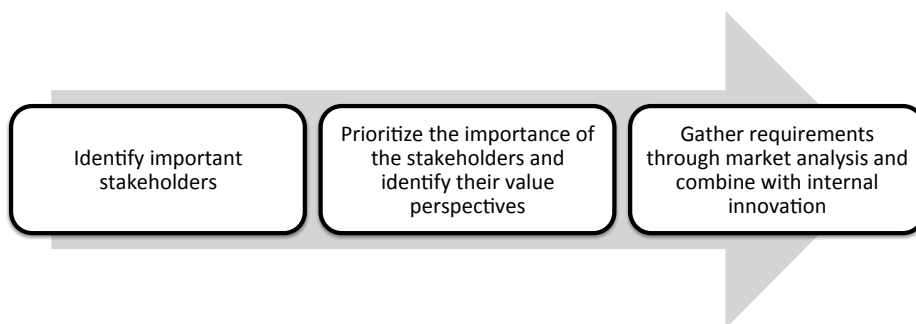 Identify important
stakeholders
Prioritize the importance of
the stakeholders and
identify their value
perspectives
Gather requirements
through market analysis and
combine with internal
innovation